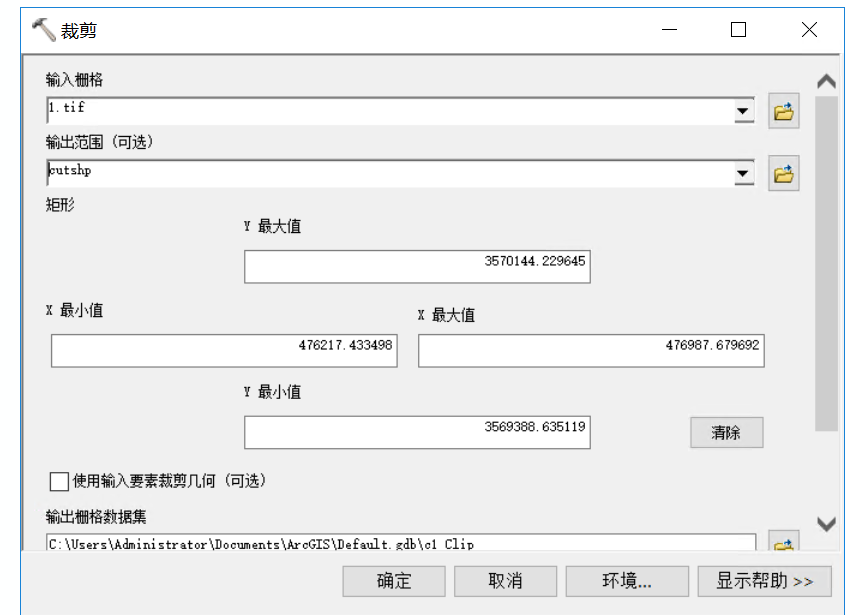 裁剪
输入栅格
1.tif
输出范围 (可选)
cutshp
矩形
Y 最大值
3570144.229645
X 最小值
X 最大值
476217.433498
476987.679692
Y 最小值
3569388.635119
清除
使用输入要素裁剪几何 (可选)
输出栅格数据集
C:\Users\Administrator\Documents\ArcGIS\Default.gdb\c1_Clip
确定
取消
环境...
显示帮助 >>